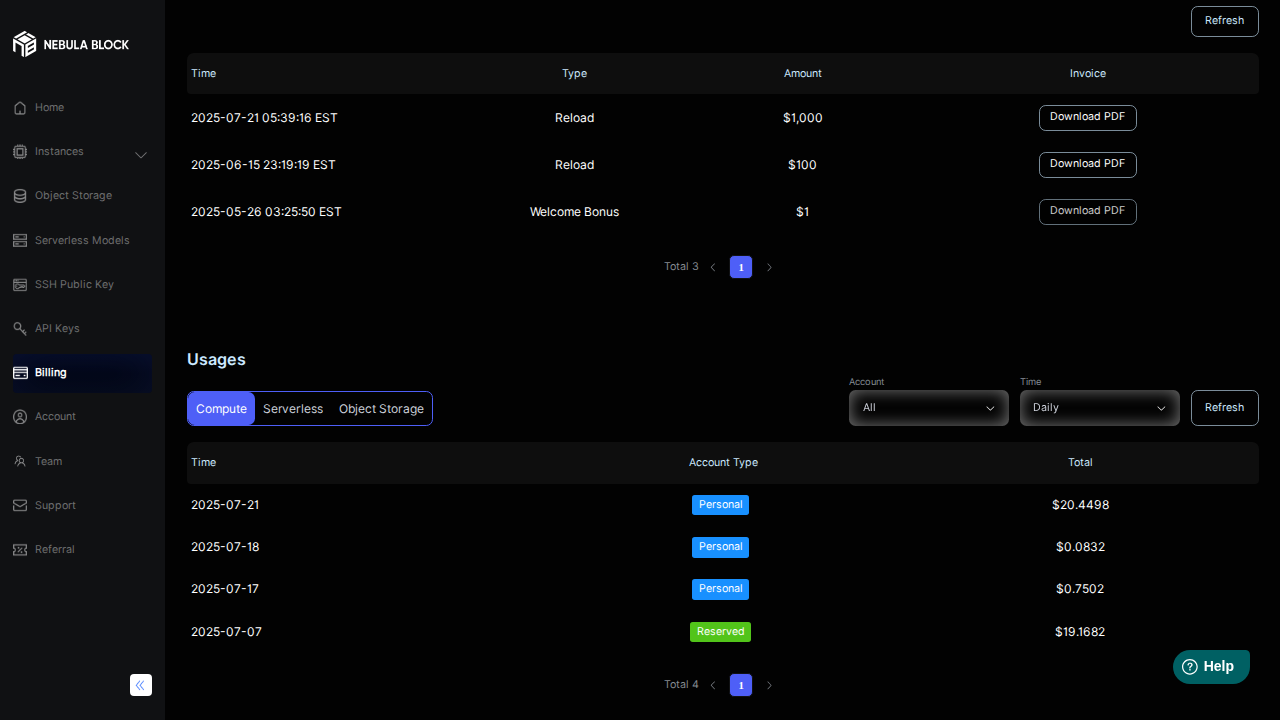 NEBULA BLOCK
Home
Instances
Object Storage
Serverless Models
SSH Public Key
API Keys
Billing
Account
Team
Support
Referral
Refresh
Time Type Amount Invoice
2025-07-21 05:39:16 EST Reload $1,000 Download PDF
2025-06-15 23:19:19 EST Reload $100 Download PDF
2025-05-26 03:25:50 EST Welcome Bonus $1 Download PDF
Total 3 1
Usages
Account Time
Compute Serverless Object Storage All Daily Refresh
Time Account Type Total
2025-07-21 Personal $20.4498
2025-07-18 Personal $0.0832
2025-07-17 Personal $0.7502
2025-07-07 Reserved $19.1682
Total 4 1
Help